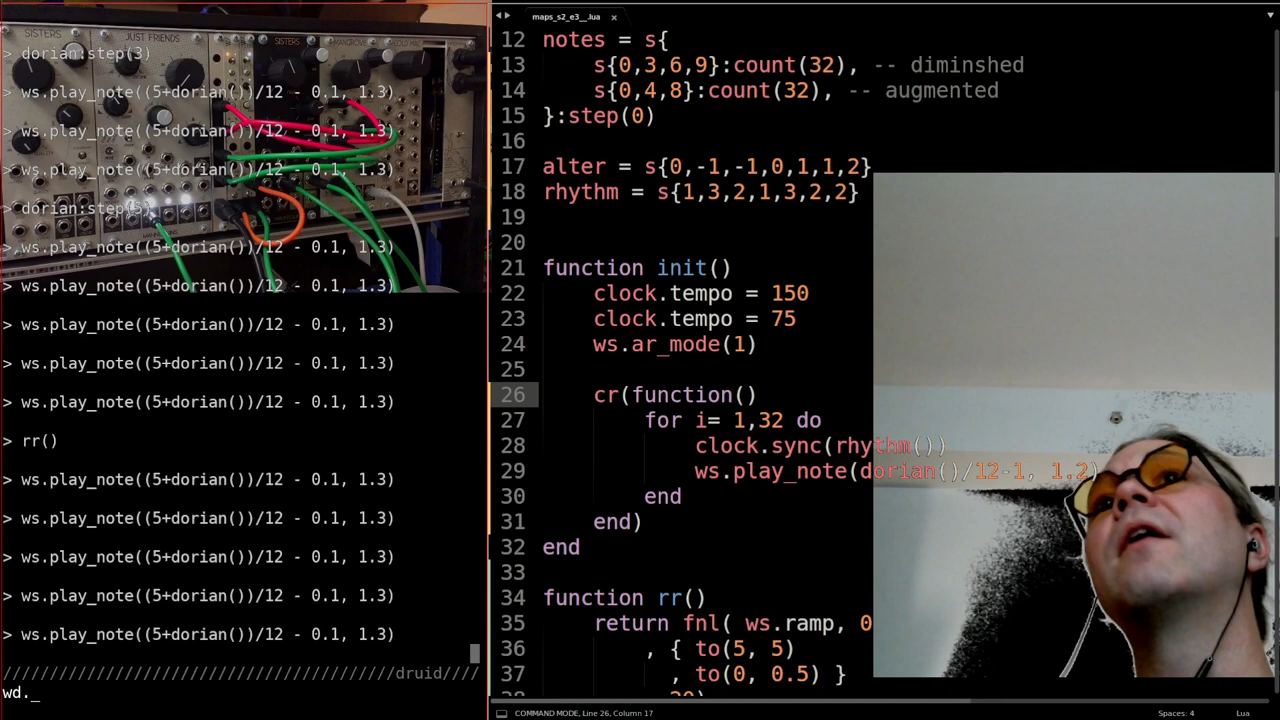 SISTERS
JUST FRIENDS
SISTERS
MANGROVE
> dorian:step(3)
> ws.play_note((5+dorian())/12 - 0.1, 1.3)
> ws.play_note((5+dorian())/12 - 0.1, 1.3)
> ws.play_note((5+dorian())/12 - 0.1, 1.3)
> ws.play_note((5+dorian())/12 - 0.1, 1.3)
> ws.play_note((5+dorian())/12 - 0.1, 1.3)
> ws.play_note((5+dorian())/12 - 0.1, 1.3)
> ws.play_note((5+dorian())/12 - 0.1, 1.3)
> ws.play_note((5+dorian())/12 - 0.1, 1.3)
> rr()
> ws.play_note((5+dorian())/12 - 0.1, 1.3)
> ws.play_note((5+dorian())/12 - 0.1, 1.3)
> ws.play_note((5+dorian())/12 - 0.1, 1.3)
> ws.play_note((5+dorian())/12 - 0.1, 1.3)
> ws.play_note((5+dorian())/12 - 0.1, 1.3)
//////////////////////////////////////////druid////
wd._
maps_s2_e3__.lua
12 notes = s{
13 s{0,3,6,9}:count(32), -- diminshed
14 s{0,4,8}:count(32), -- augmented
15 }:step(0)
16
17 alter = s{0,-1,-1,0,1,1,2}
18 rhythm = s{1,3,2,1,3,2,2}
19
20
21 function init()
22 clock.tempo = 150
23 clock.tempo = 75
24 ws.ar_mode(1)
25
26 cr(function()
27 for i= 1,32 do
28 clock.sync(rhythm())
29 ws.play_note(dorian()/12-1, 1.2)
30 end
31 end)
32 end
33
34 function rr()
35 return fnl( ws.ramp, 0
36 , { to(5, 5)
37 , to(0, 0.5) }
COMMAND MODE, Line 26, Column 17
Spaces: 4
Lua